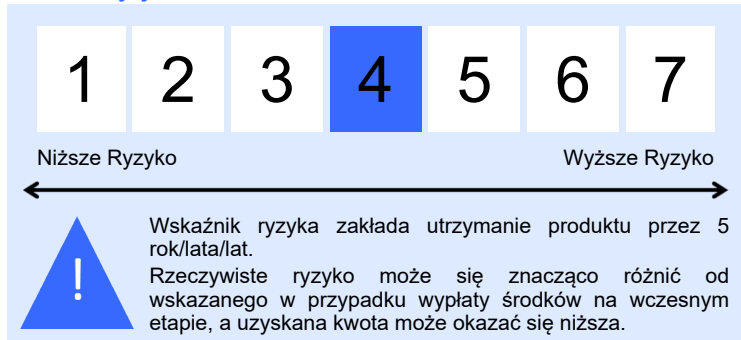 1 2 3 4 5 6 7
Niższe Ryzyko Wyższe Ryzyko
Wskaźnik ryzyka zakłada utrzymanie produktu przez 5
rok/lata/lat.
Rzeczywiste ryzyko może się znacząco różnić od
wskazanego w przypadku wypłaty środków na wczesnym
etapie, a uzyskana kwota może okazać się niższa.
!